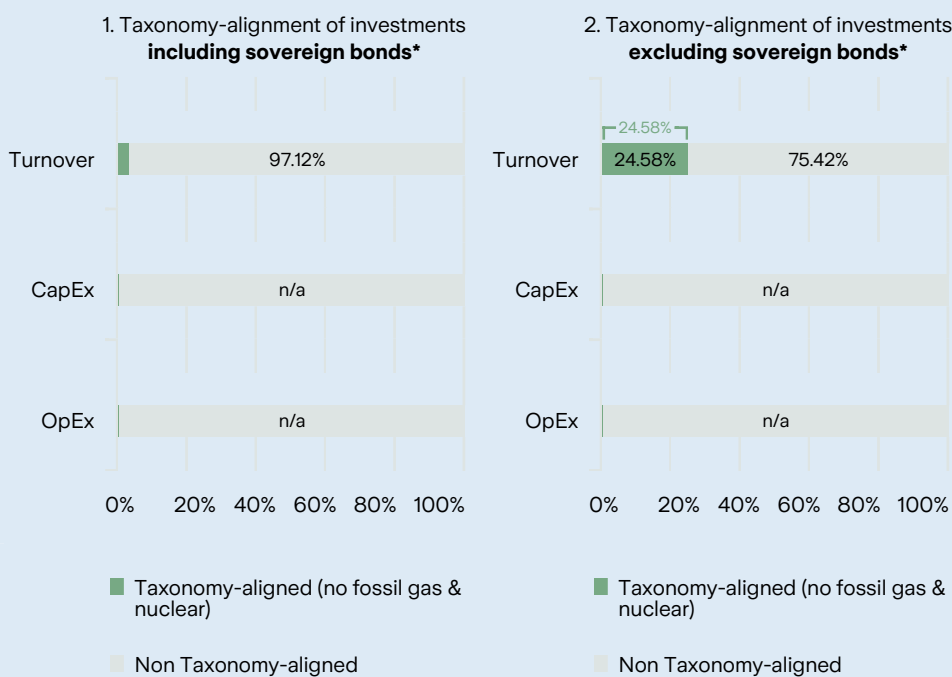 1. Taxonomy-alignment of investments
including sovereign bonds*
Turnover
97.12%
CapEx
n/a
OpEx
n/a
0% 20% 40% 60% 80% 100%
Taxonomy-aligned (no fossil gas &
nuclear)
Non Taxonomy-aligned
2. Taxonomy-alignment of investments
excluding sovereign bonds*
24.58%
Turnover
24.58% 75.42%
CapEx
n/a
OpEx
n/a
0% 20% 40% 60% 80% 100%
Taxonomy-aligned (no fossil gas &
nuclear)
Non Taxonomy-aligned